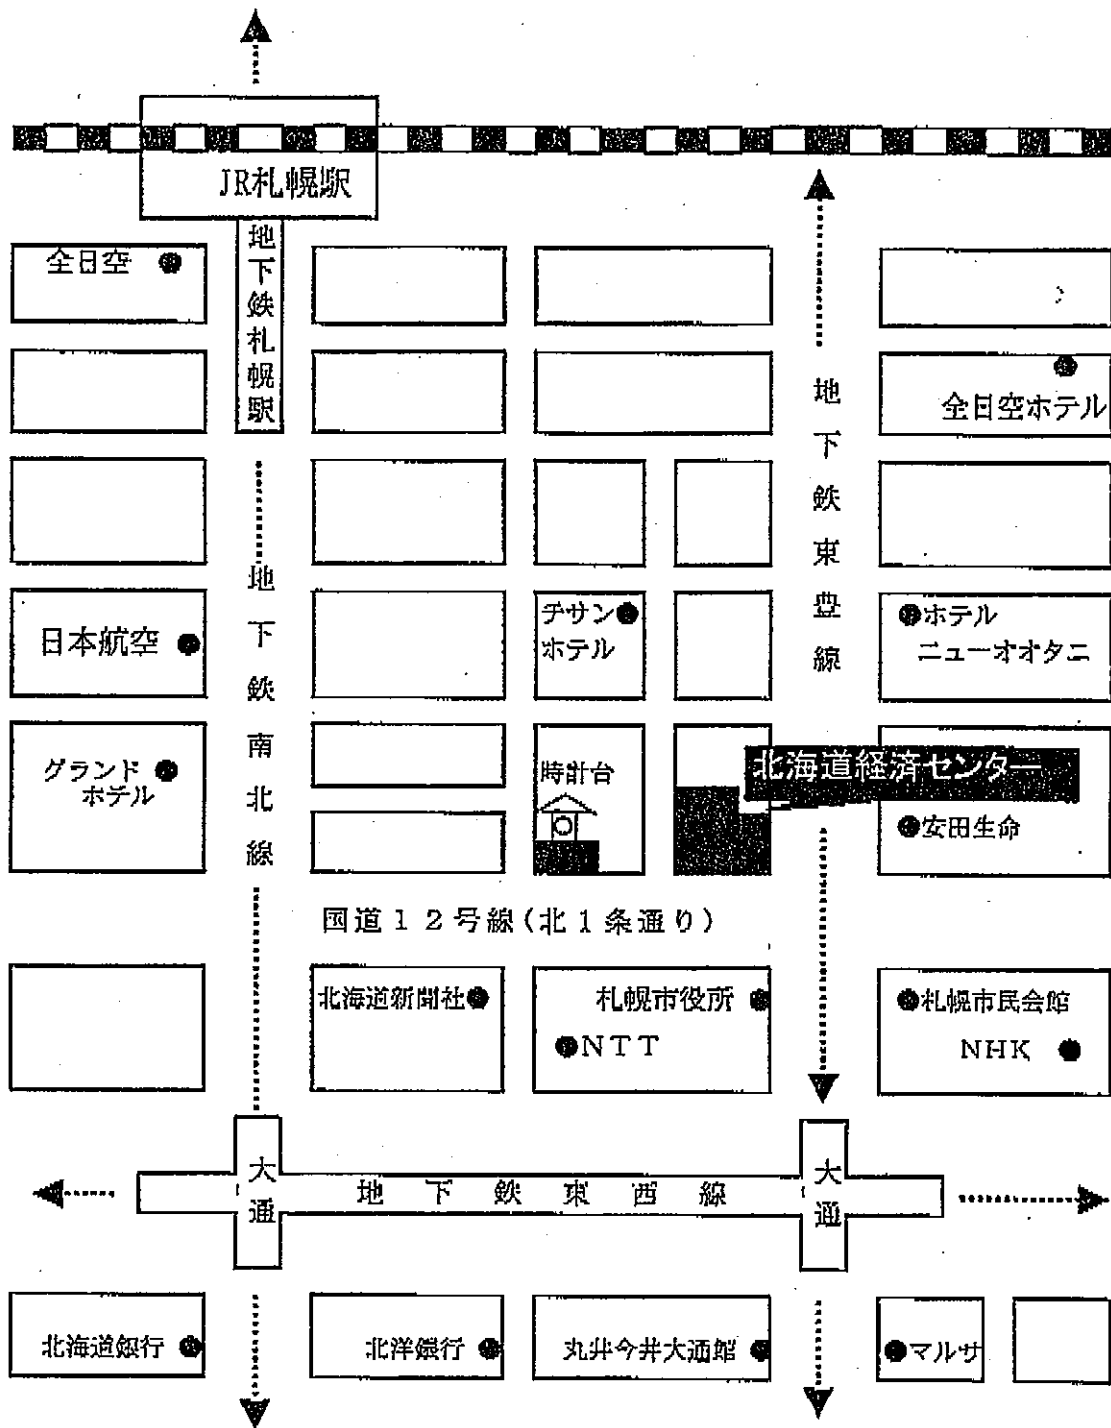 JR札幌駅
地下鉄札幌駅
全日空
全日空ホテル
地下鉄東豊線
地下鉄南北線
日本航空
チサン
ホテル
ホテル
ニューオオタニ
グランド
ホテル
時計台
北海道経済センター
安田生命
国道12号線(北1条通り)
北海道新聞社
札幌市役所
NTT
札幌市民会館
NHK
大通
地下鉄東西線
大通
北海道銀行
北洋銀行
丸井今井大通館
マルサ